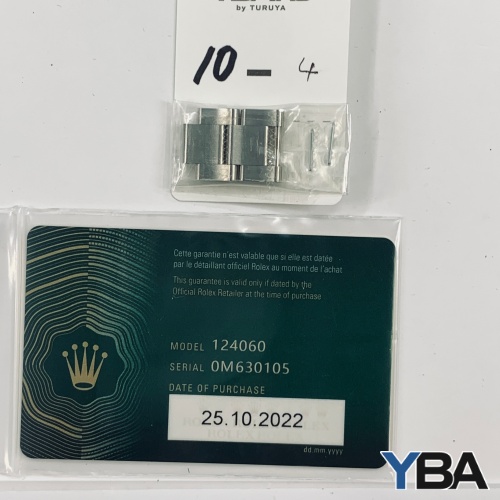 by TURUYA
10 - 4
Cette garantie n'est valable que si elle est datée
par le détaillant officiel Rolex au moment de l'achat
This guarantee is valid only if dated by the
Official Rolex Retailer at the time of purchase
MODEL 124060
SERIAL 0M630105
DATE OF PURCHASE
25.10.2022
dd.mm.yyyy
YBA